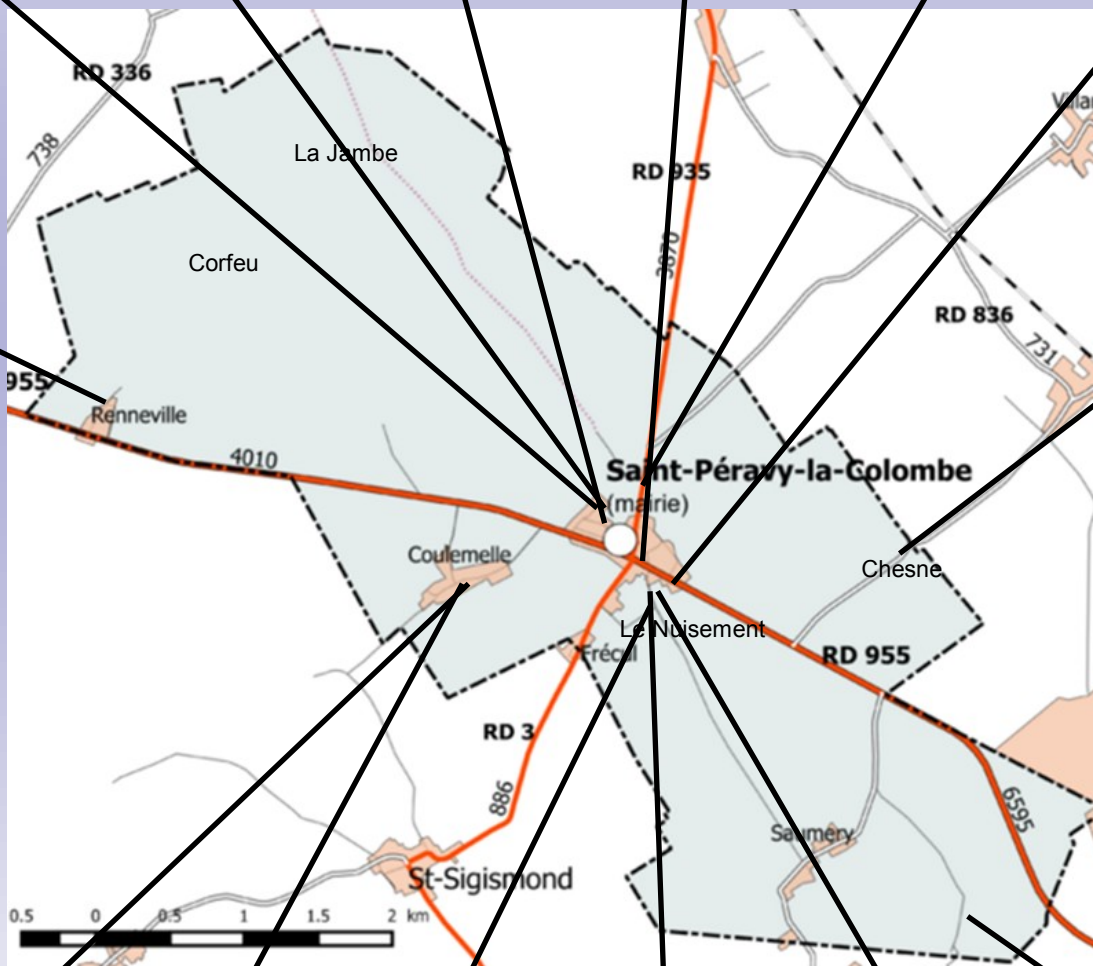 RD 336
738
La Jambe
RD 935
3870
Corfeu
RD 836
731
955
Renneville
4010
Saint-Péravy-la-Colombe
(mairie)
Coulemelle
Chesne
Le Nuisement
Frécul
RD 955
RD 3
886
6595
Saumery
St-Sigismond
0.5 0 0.5 1 1.5 2 km